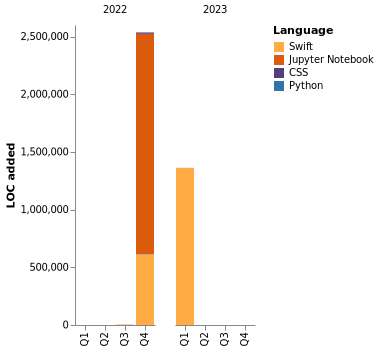 2022
2023
Language
Swift
Jupyter Notebook
CSS
Python
LOC added
2,500,000
2,000,000
1,500,000
1,000,000
500,000
0
Q1
Q2
Q3
Q4
Q1
Q2
Q3
Q4